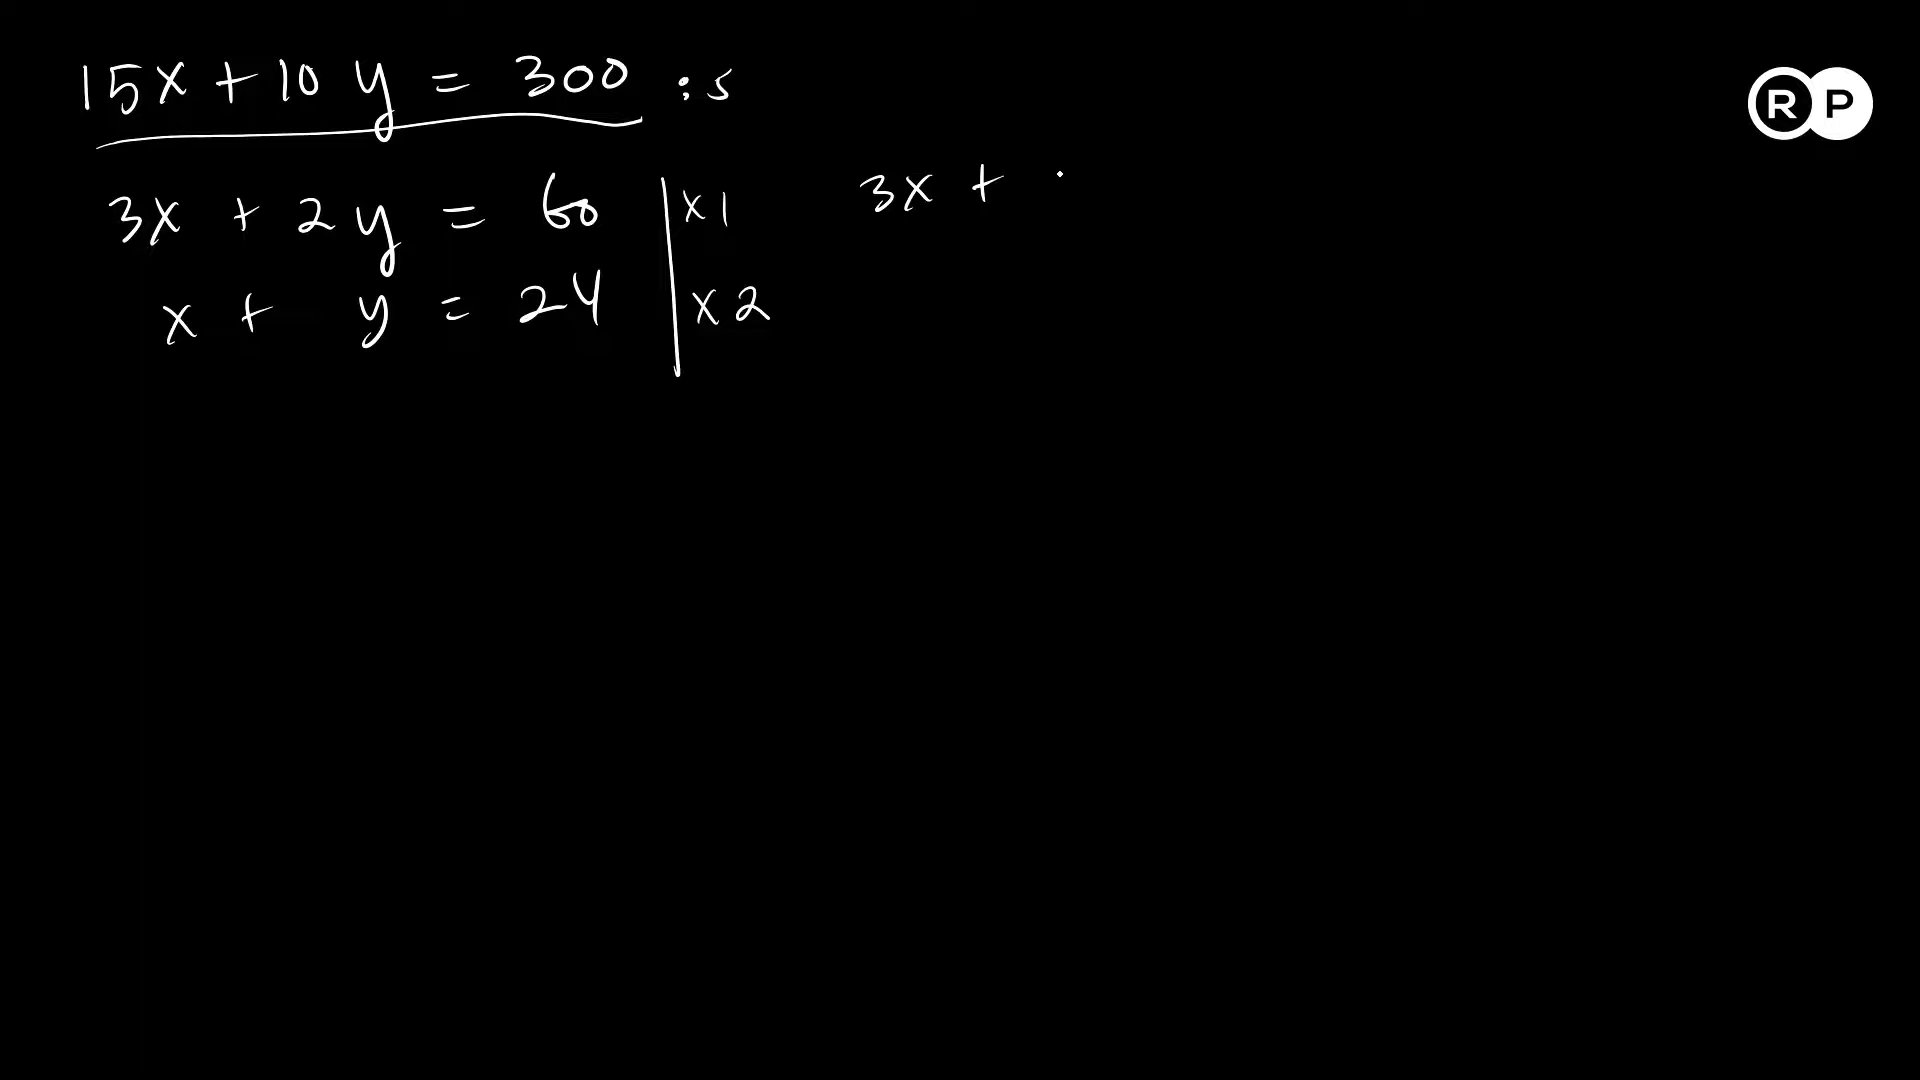 15x + 10y = 300 : 5
3x + 2y = 60 | x1 3x +
x + y = 24 | x2
RP